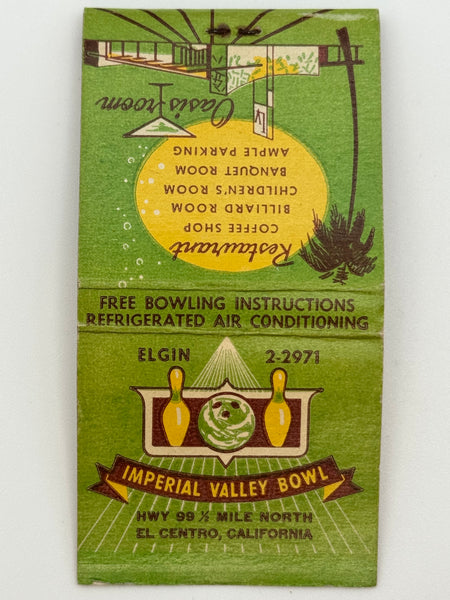 Oasis room
Restaurant
COFFEE SHOP
BILLIARD ROOM
CHILDREN'S ROOM
BANQUET ROOM
AMPLE PARKING
FREE BOWLING INSTRUCTIONS
REFRIGERATED AIR CONDITIONING
ELGIN 2-2971
IMPERIAL VALLEY BOWL
HWY 99 ½ MILE NORTH
EL CENTRO, CALIFORNIA